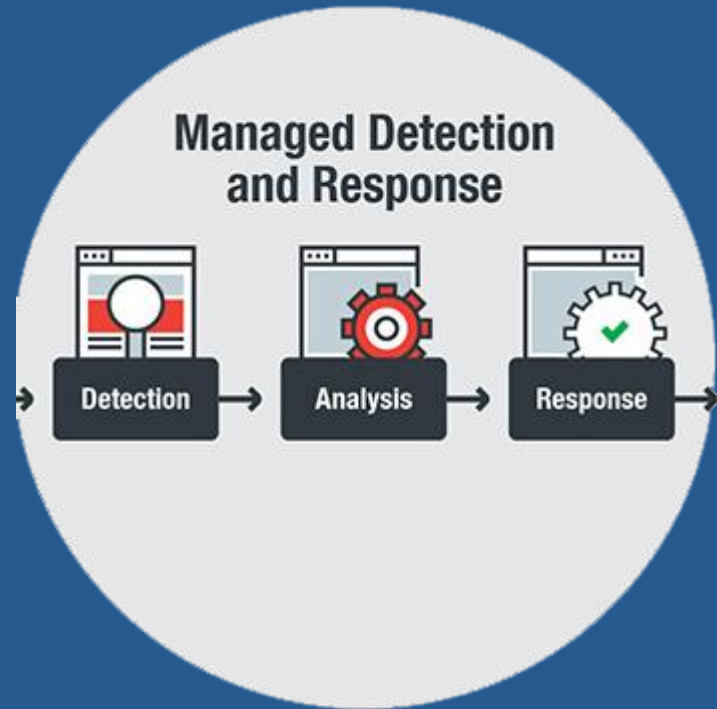 Managed Detection
and Response
Detection
Analysis
Response